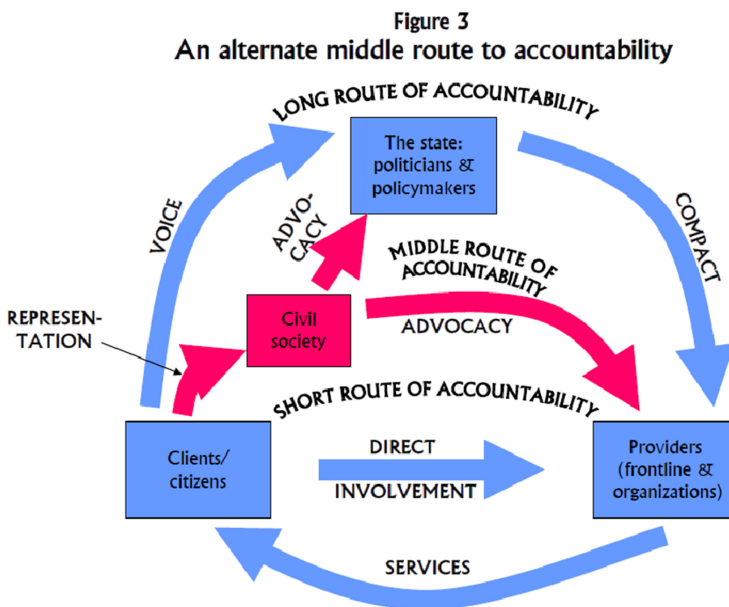 Figure 3
An alternate middle route to accountability
LONG ROUTE OF ACCOUNTABILITY
The state:
politicians &
policymakers
VOICE
ADVO-
CACY
COMPACT
MIDDLE ROUTE OF
ACCOUNTABILITY
REPRESEN-
TATION
Civil
society
ADVOCACY
SHORT ROUTE OF ACCOUNTABILITY
Clients/
citizens
DIRECT
INVOLVEMENT
Providers
(frontline &
organizations)
SERVICES